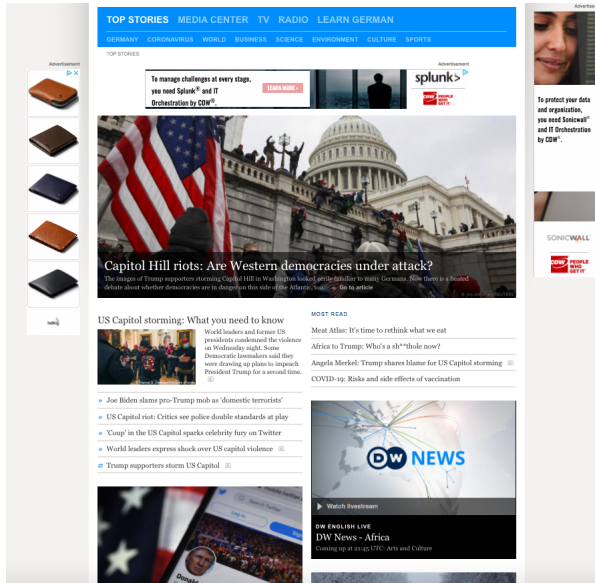 TOP STORIES MEDIA CENTER TV RADIO LEARN GERMAN
GERMANY CORONAVIRUS WORLD BUSINESS SCIENCE ENVIRONMENT CULTURE SPORTS
TOP STORIES
Advertisement
Advertisement
To manage challenges at every stage,
you need Splunk® and IT
Orchestration by CDW®.
LEARN MORE ›
splunk>
CDW PEOPLE
WHO
GET IT
Advertise
To protect your data
and organization,
you need Sonicwall®
and IT Orchestration
by CDW®.
SONICWALL
CDW PEOPLE
WHO
GET IT
Capitol Hill riots: Are Western democracies under attack?
The images of Trump supporters storming Capitol Hill in Washington looked eerily familiar to many Germans. Now there is a heated
debate about whether democracies are in danger on this side of the Atlantic, too. Go to article
US Capitol storming: What you need to know
World leaders and former US
presidents condemned the violence
on Wednesday night. Some
Democratic lawmakers said they
were drawing up plans to impeach
President Trump for a second time.
» Joe Biden slams pro-Trump mob as 'domestic terrorists'
» US Capitol riot: Critics see police double standards at play
» 'Coup' in the US Capitol sparks celebrity fury on Twitter
» World leaders express shock over US capitol violence
Trump supporters storm US Capitol
Search Twitter
Log in
Donald
MOST READ
Meat Atlas: It's time to rethink what we eat
Africa to Trump: Who's a sh**thole now?
Angela Merkel: Trump shares blame for US Capitol storming
COVID-19: Risks and side effects of vaccination
DW NEWS
Watch livestream
DW ENGLISH LIVE
DW News - Africa
Coming up at 21:45 UTC: Arts and Culture